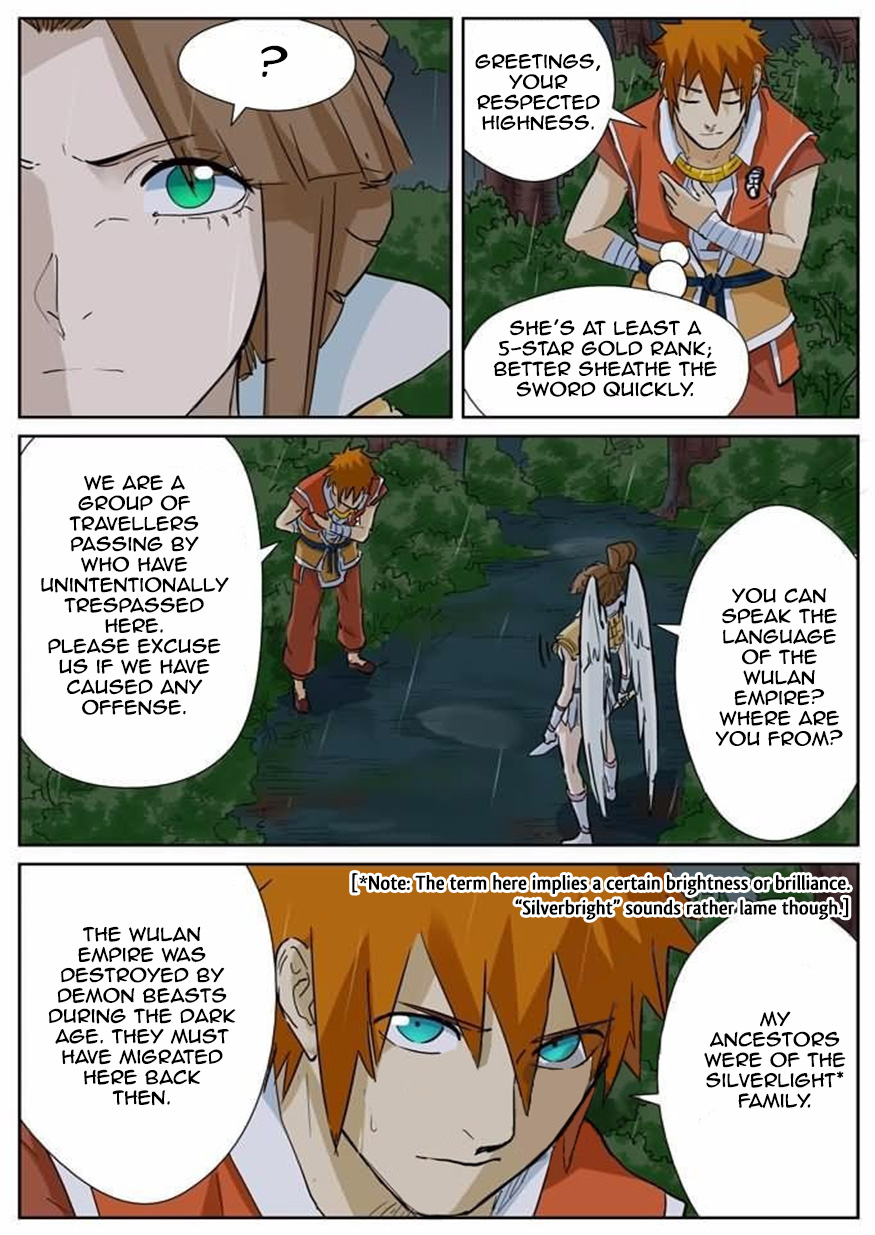 ?
GREETINGS,
YOUR
RESPECTED
HIGHNESS.
SHE'S AT LEAST A
5-STAR GOLD RANK;
BETTER SHEATHE THE
SWORD QUICKLY.
WE ARE A
GROUP OF
TRAVELLERS
PASSING BY
WHO HAVE
UNINTENTIONALLY
TRESPASSED
HERE.
PLEASE EXCUSE
US IF WE HAVE
CAUSED ANY
OFFENSE.
YOU CAN
SPEAK THE
LANGUAGE
OF THE
WULAN
EMPIRE?
WHERE ARE
YOU FROM?
[*Note: The term here implies a certain brightness or brilliance.
"Silverbright" sounds rather lame though.]
THE WULAN
EMPIRE WAS
DESTROYED BY
DEMON BEASTS
DURING THE DARK
AGE. THEY MUST
HAVE MIGRATED
HERE BACK
THEN.
MY
ANCESTORS
WERE OF THE
SILVERLIGHT*
FAMILY.